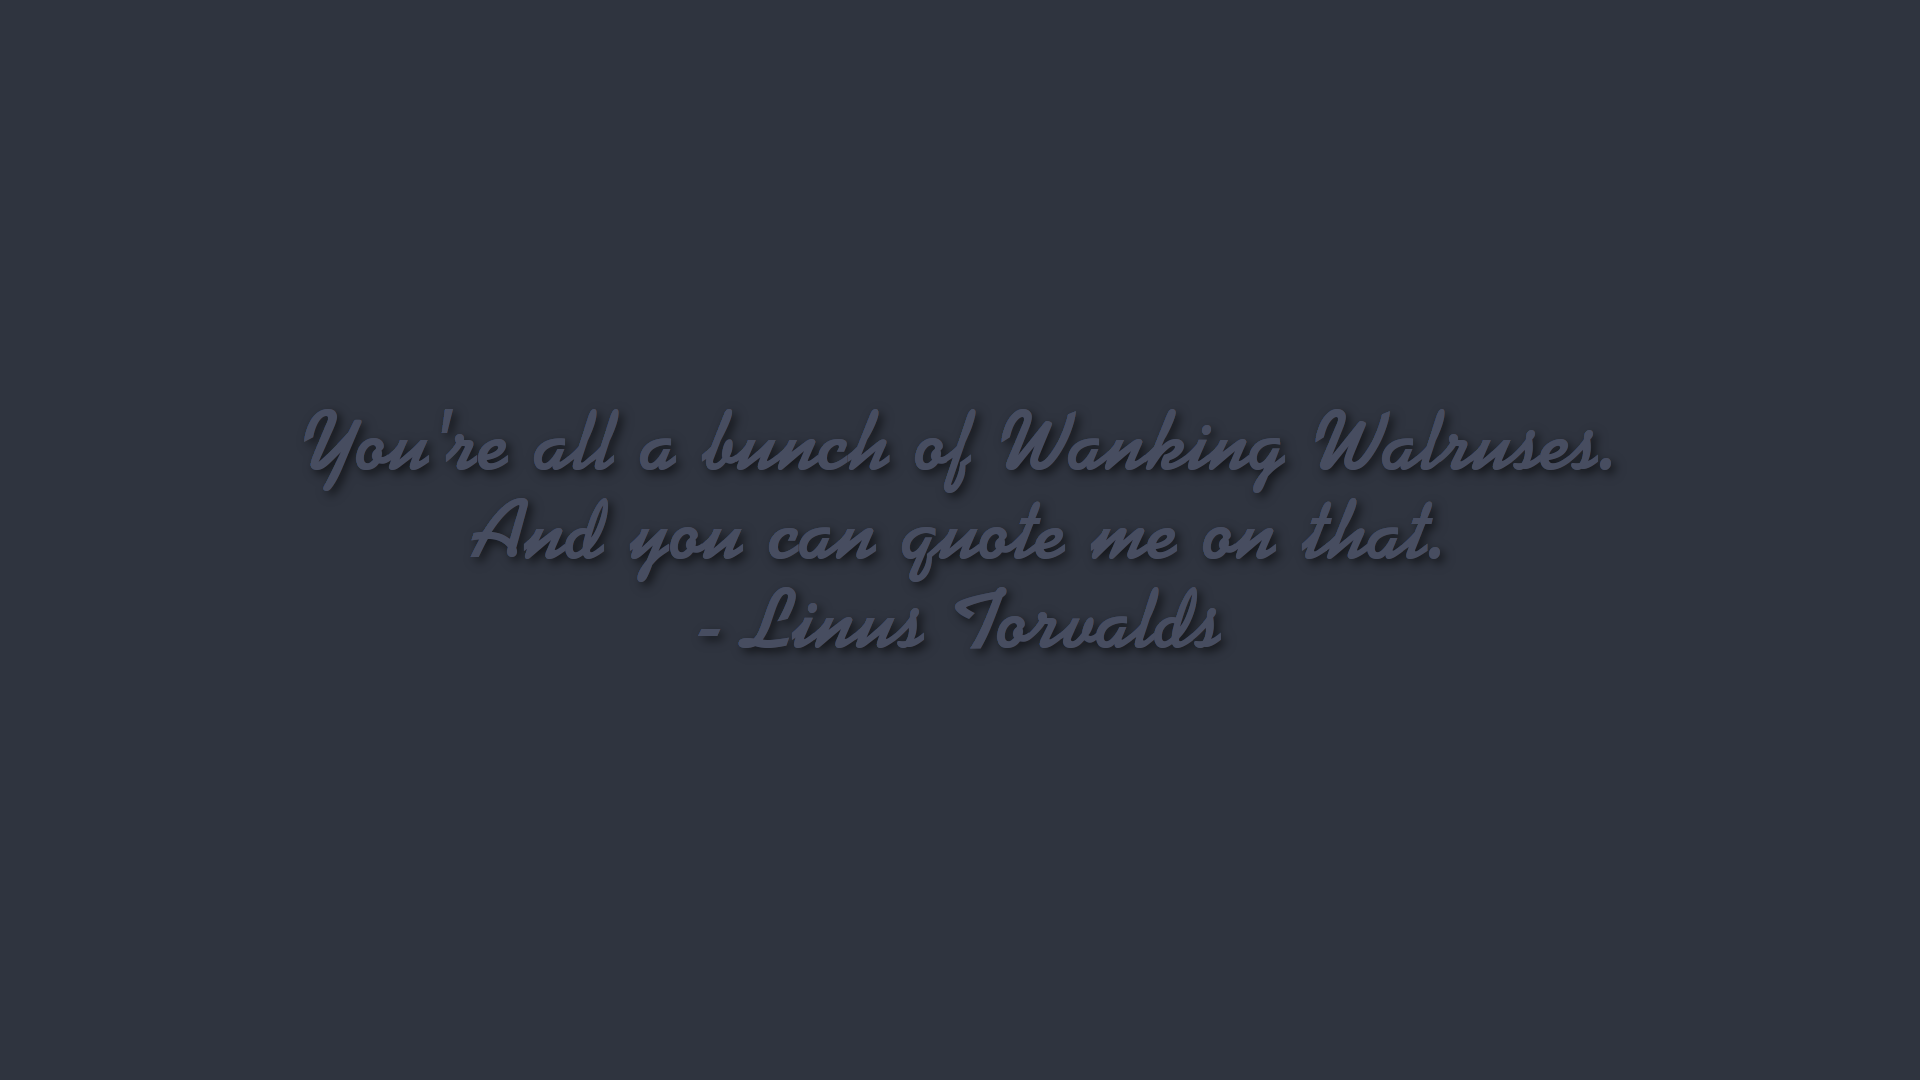 You're all a bunch of Wanking Walruses.
And you can quote me on that.
- Linus Torvalds